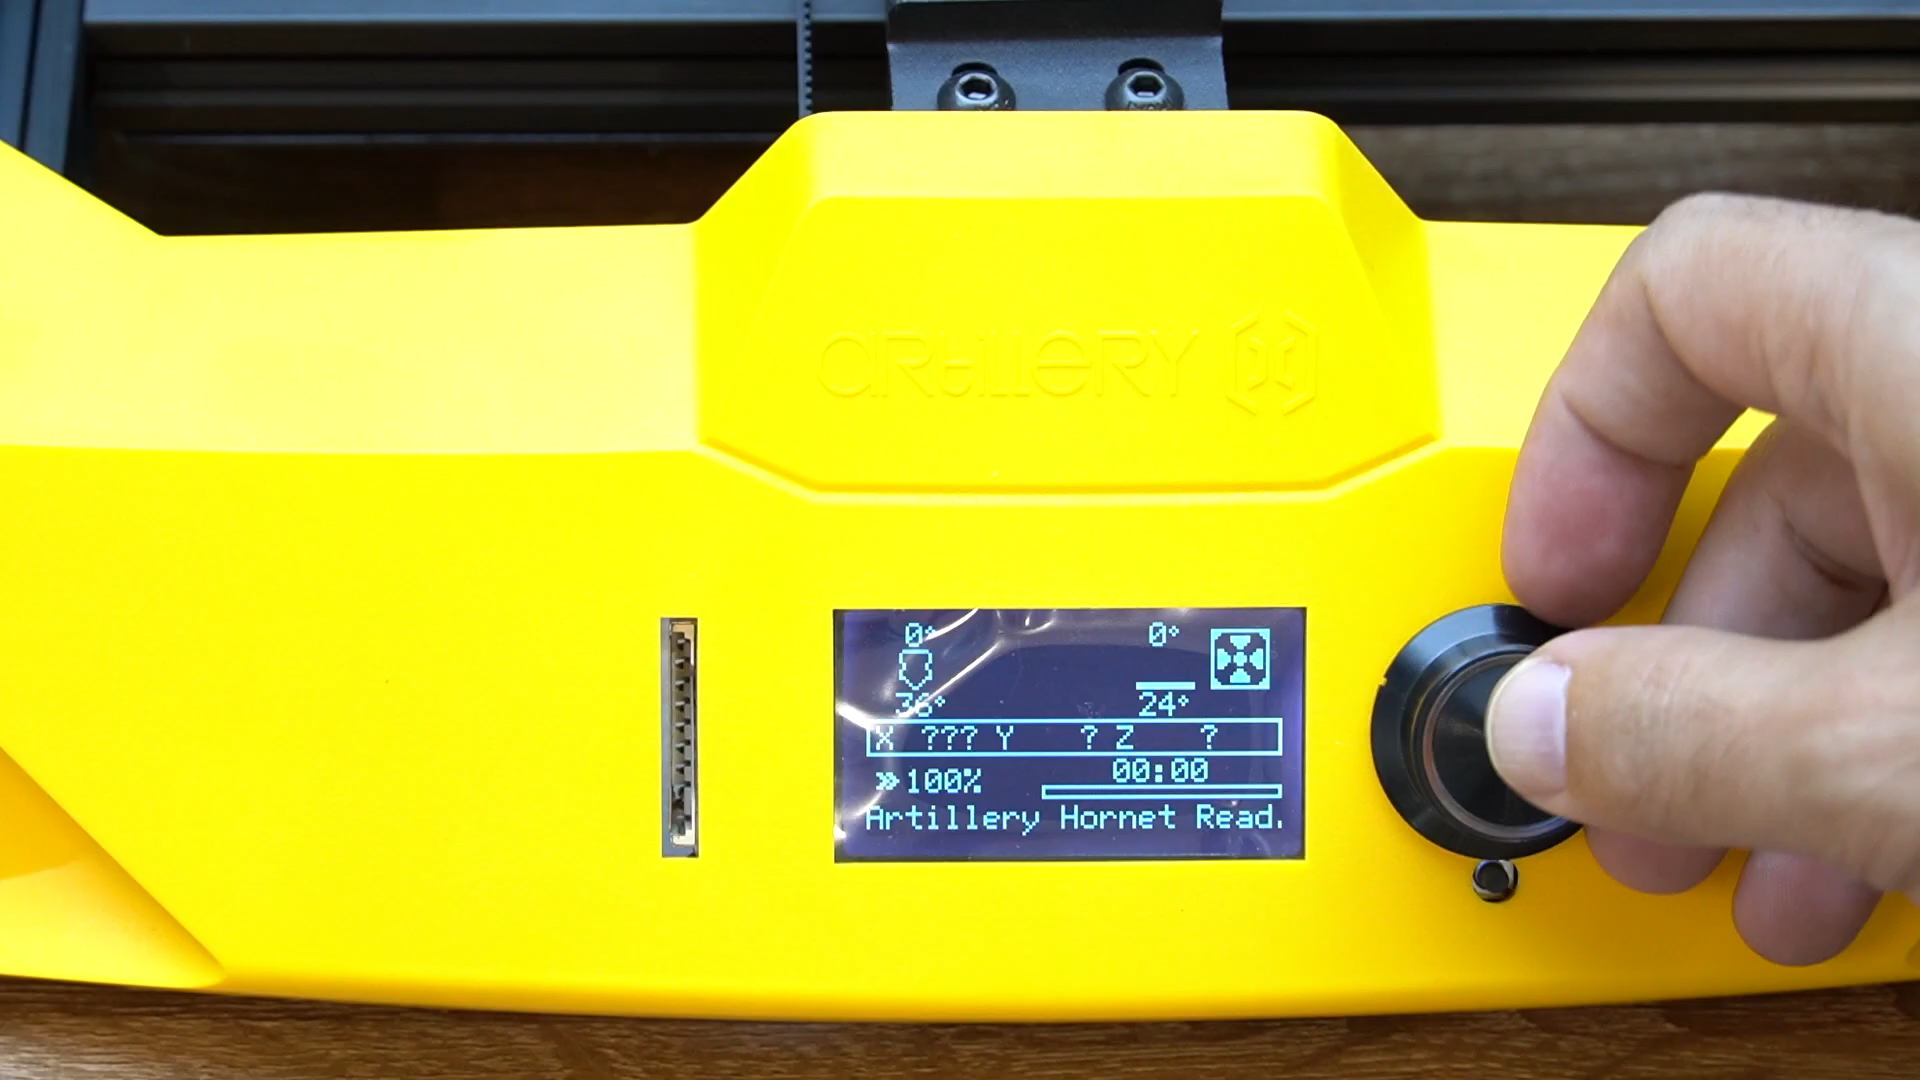 ARtILLERY
0° 0°
36° 24°
X ??? Y ? Z ?
00:00
»100%
Artillery Hornet Read.